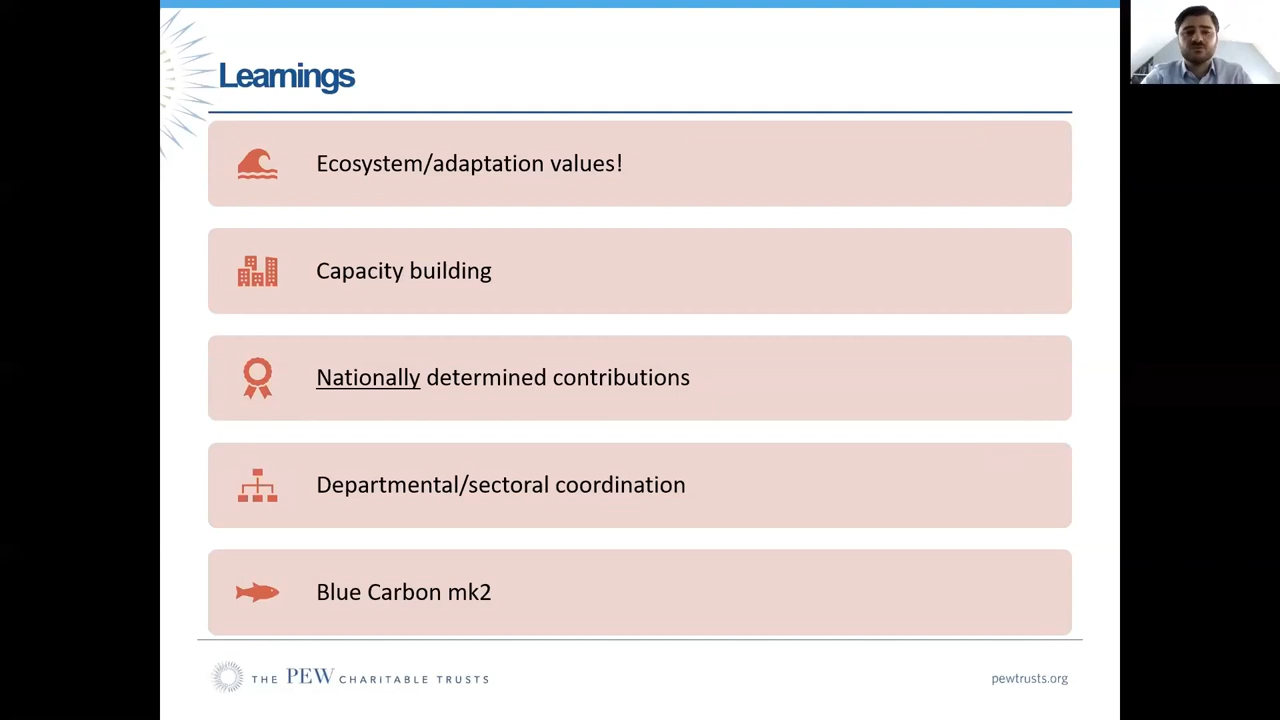 Learnings
Ecosystem/adaptation values!
Capacity building
Nationally determined contributions
Departmental/sectoral coordination
Blue Carbon mk2
THE PEW CHARITABLE TRUSTS
pewtrusts.org